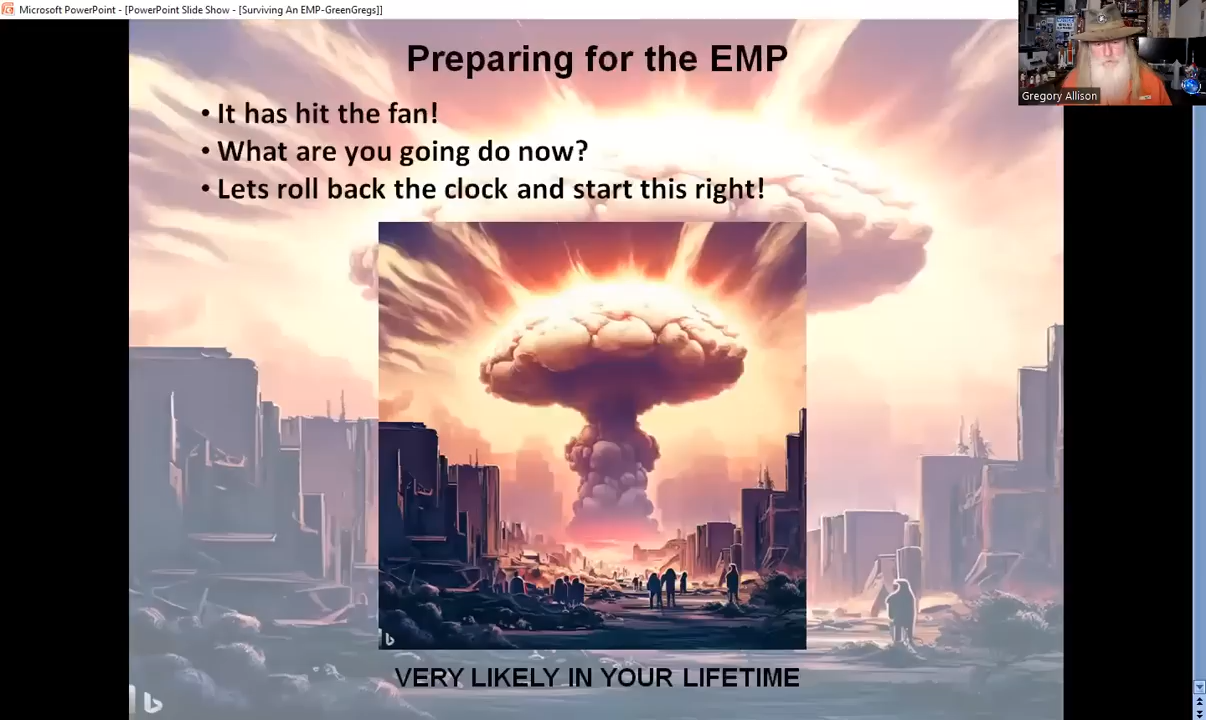 Microsoft PowerPoint - [PowerPoint Slide Show - [Surviving An EMP-GreenGregs]]
Preparing for the EMP
• It has hit the fan!
• What are you going do now?
• Lets roll back the clock and start this right!
VERY LIKELY IN YOUR LIFETIME
Gregory Allison